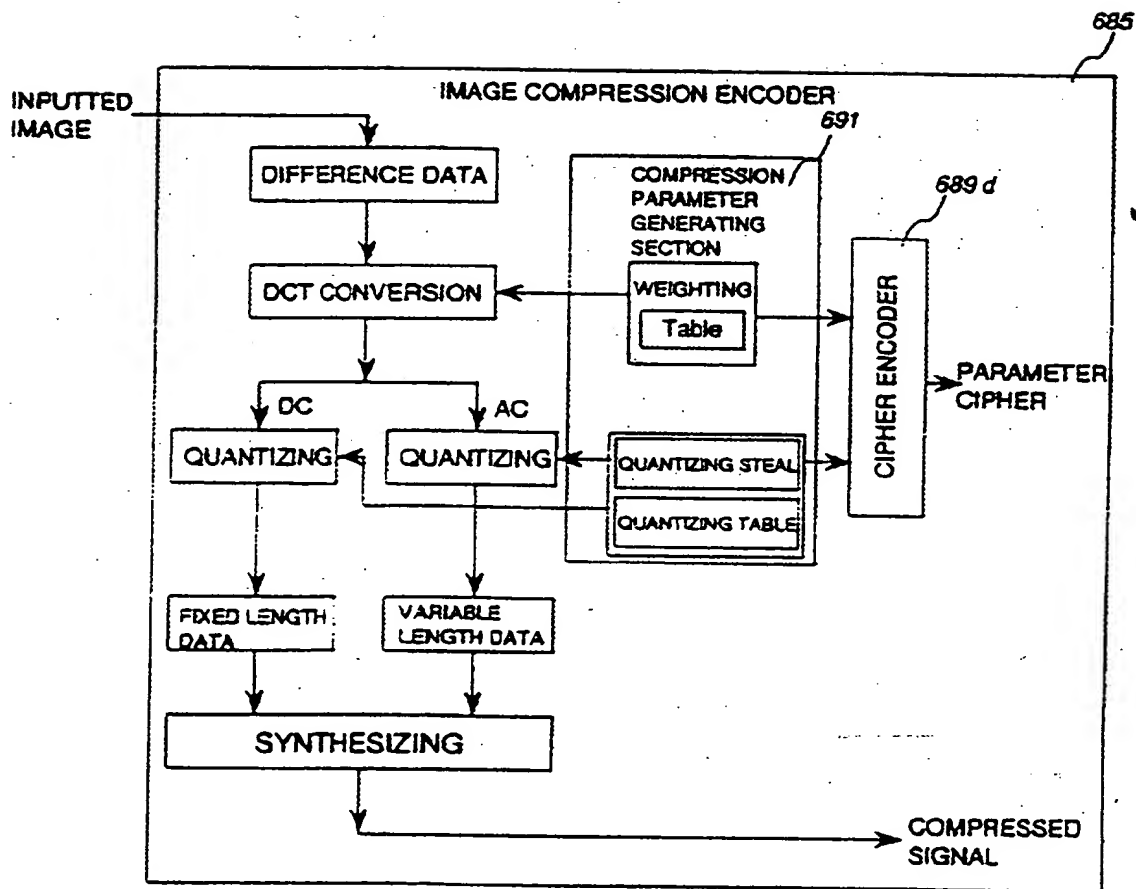 685
IMAGE COMPRESSION ENCODER
INPUTTED
IMAGE
691
DIFFERENCE DATA
COMPRESSION
PARAMETER
GENERATING
SECTION
689 d
DCT CONVERSION
WEIGHTING
Table
CIPHER ENCODER
PARAMETER
CIPHER
DC
AC
QUANTIZING
QUANTIZING
QUANTIZING STEAL
QUANTIZING TABLE
FIXED LENGTH
DATA
VARIABLE
LENGTH DATA
SYNTHESIZING
COMPRESSED
SIGNAL